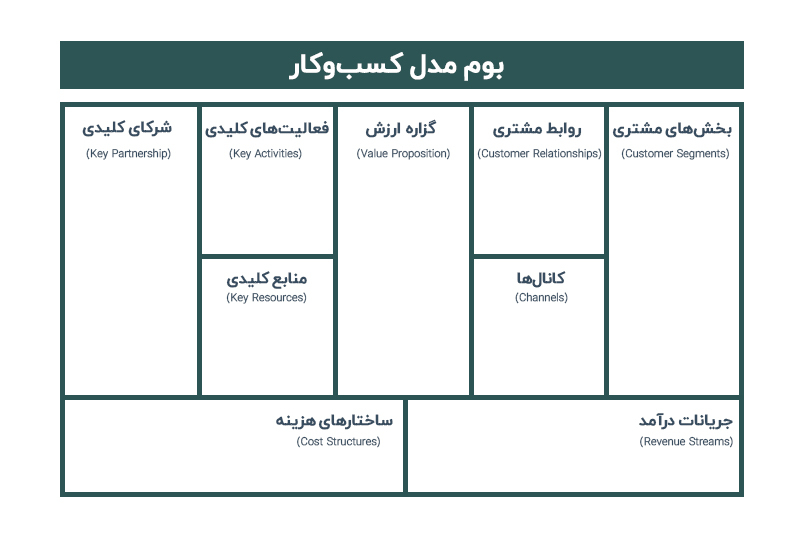 بوم مدل کسب‌وکار
شرکای کلیدی
(Key Partnership)
فعالیت‌های کلیدی
(Key Activities)
منابع کلیدی
(Key Resources)
گزاره ارزش
(Value Proposition)
روابط مشتری
(Customer Relationships)
کانال‌ها
(Channels)
بخش‌های مشتری
(Customer Segments)
ساختارهای هزینه
(Cost Structures)
جریانات درآمد
(Revenue Streams)